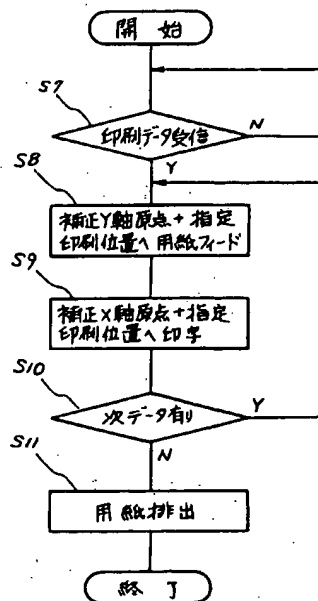 開始
S7
印刷データ受信
N
Y
S8
補正Y軸原点+指定
印刷位置へ用紙フィード
S9
補正X軸原点+指定
印刷位置へ印字
S10
次データ有り
Y
N
S11
用紙排出
終了